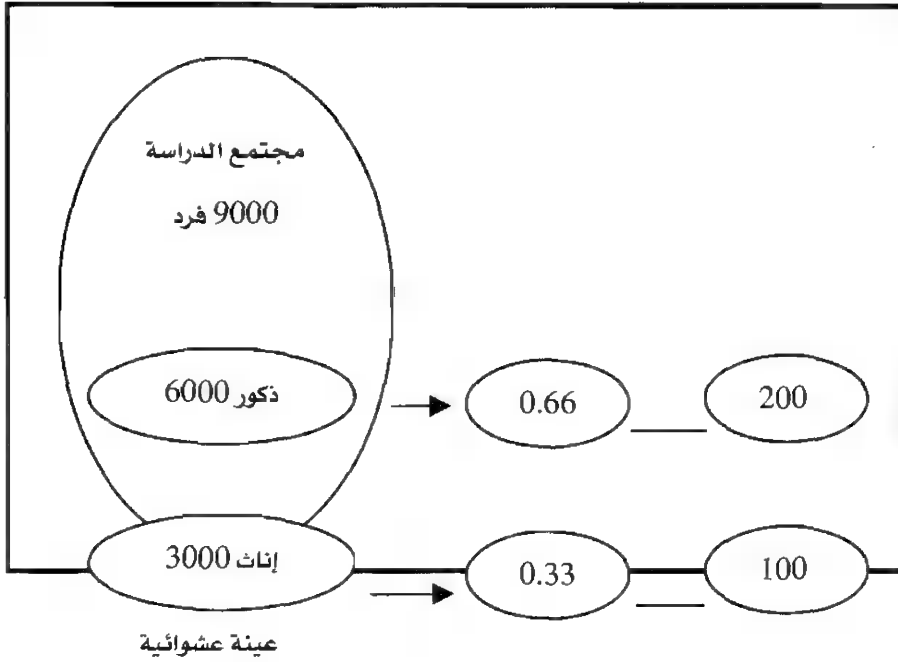 مجتمع الدراسة
9000 فرد
ذكور 6000
0.66
200
إناث 3000
0.33
100
عينة عشوائية